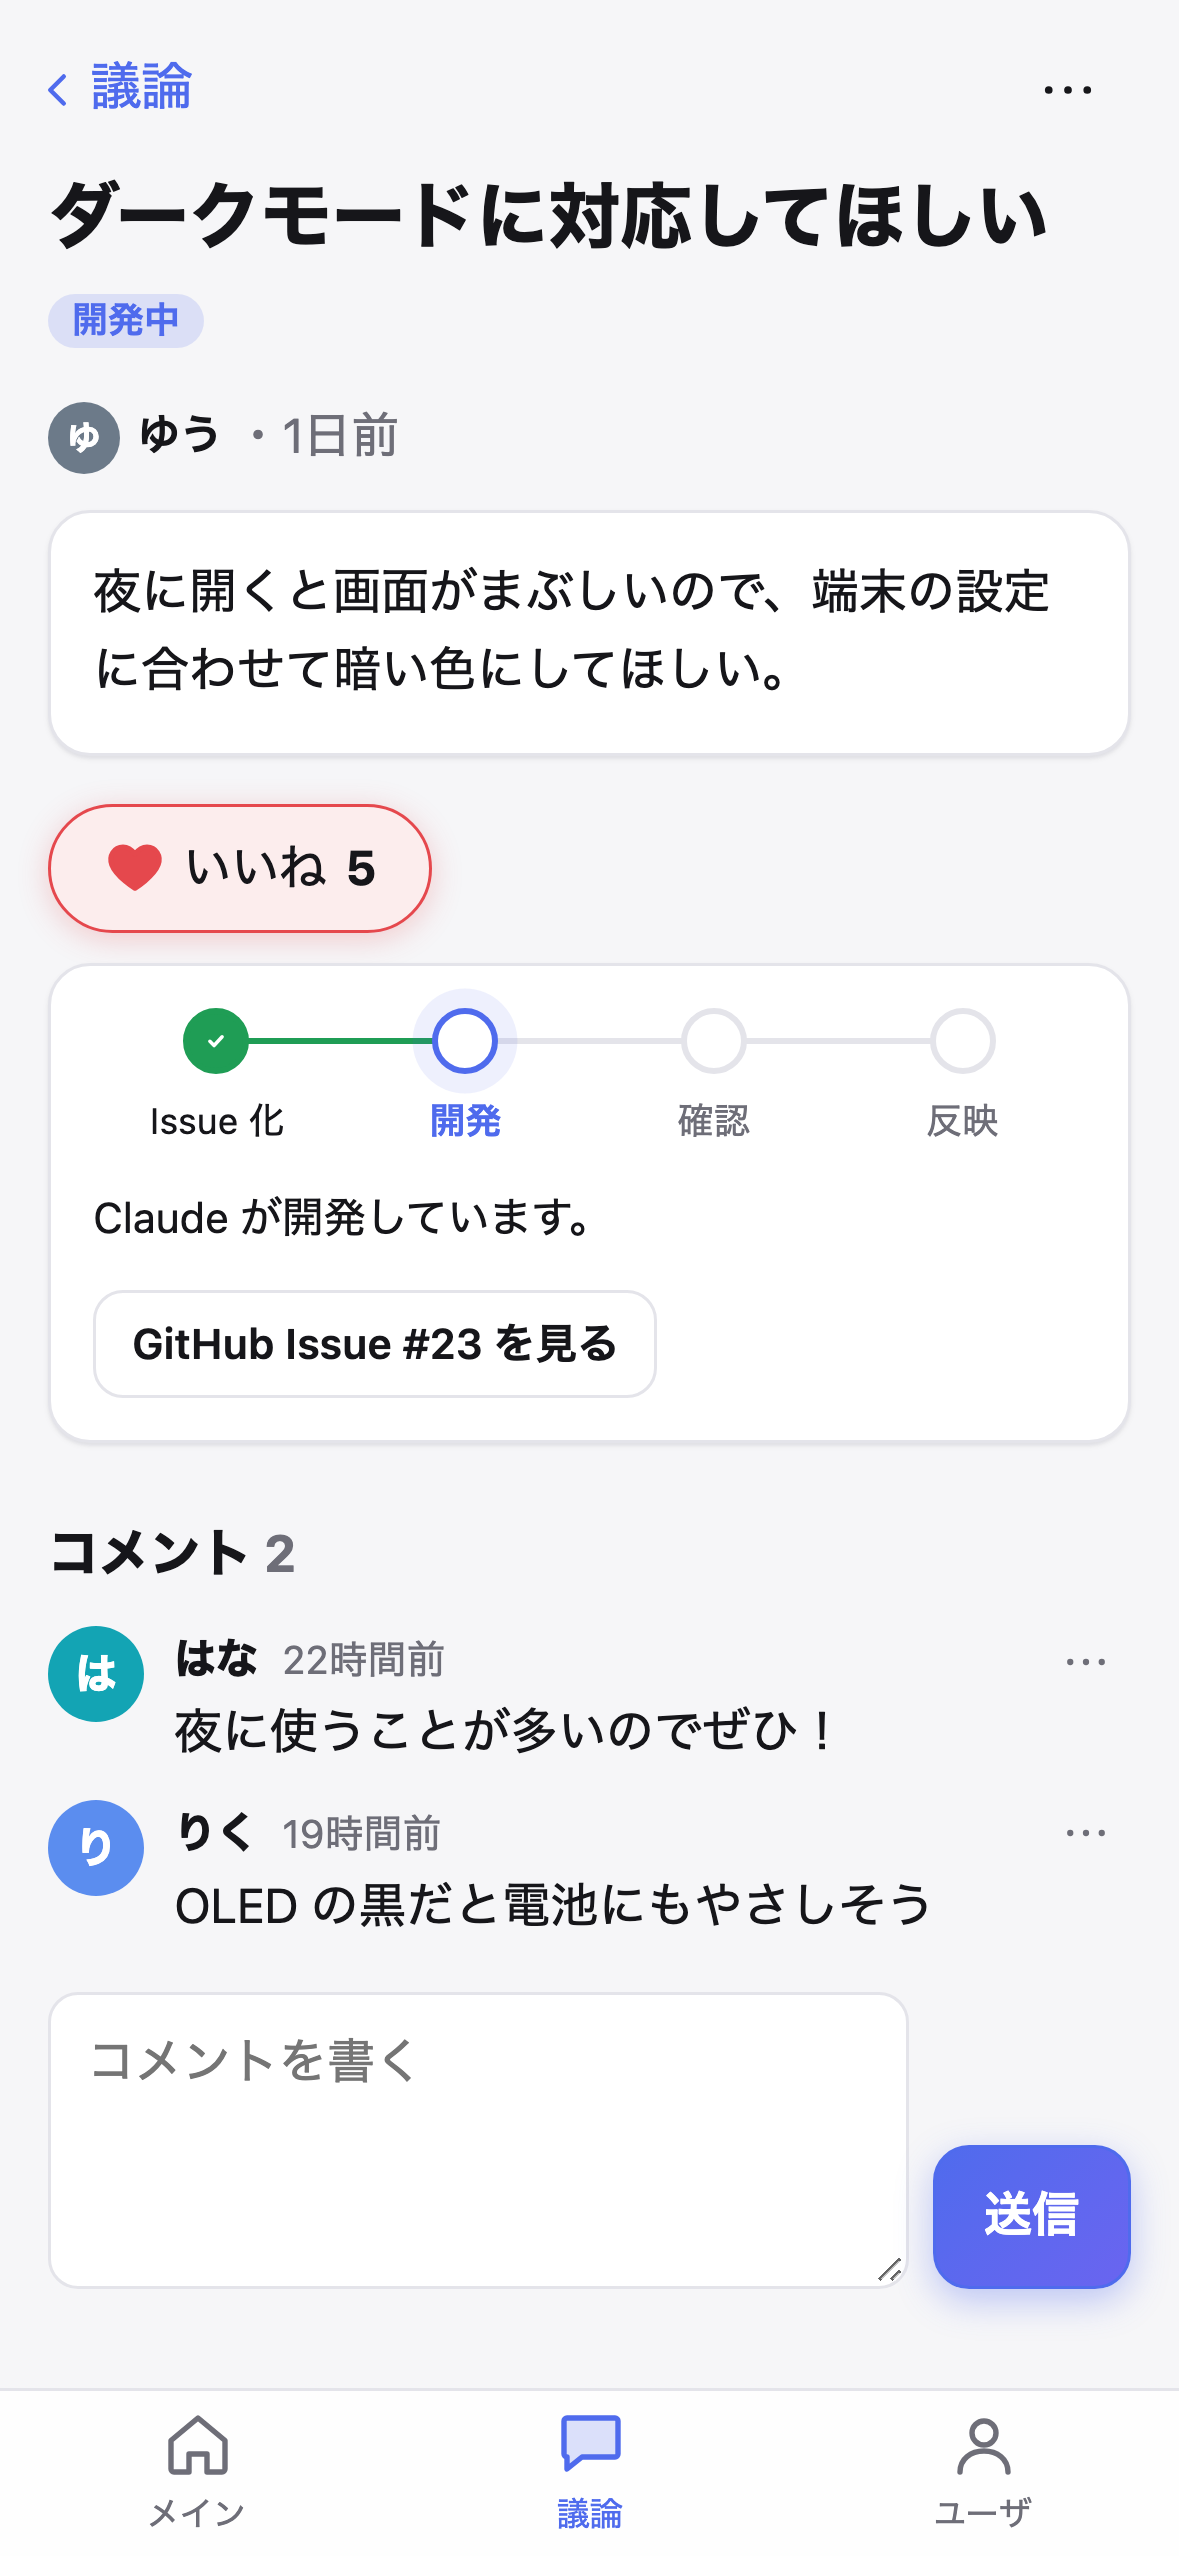 議論
ダークモードに対応してほしい
開発中
ゆ ゆう ・1日前
夜に開くと画面がまぶしいので、端末の設定
に合わせて暗い色にしてほしい。
いいね 5
Issue 化 開発 確認 反映
Claude が開発しています。
GitHub Issue #23 を見る
コメント 2
は はな 22時間前
夜に使うことが多いのでぜひ！
り りく 19時間前
OLED の黒だと電池にもやさしそう
コメントを書く
送信
メイン 議論 ユーザ